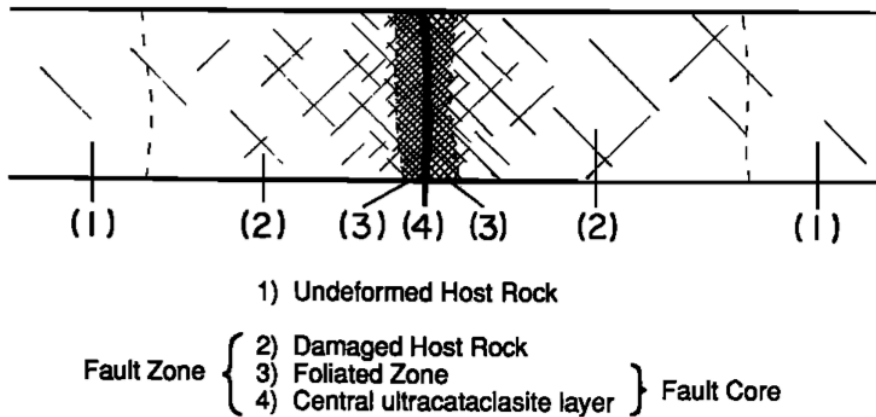 (1) (2) (3) (4) (3) (2) (1)
1) Undeformed Host Rock
2) Damaged Host Rock
Fault Zone { 3) Foliated Zone } Fault Core
4) Central ultracataclasite layer